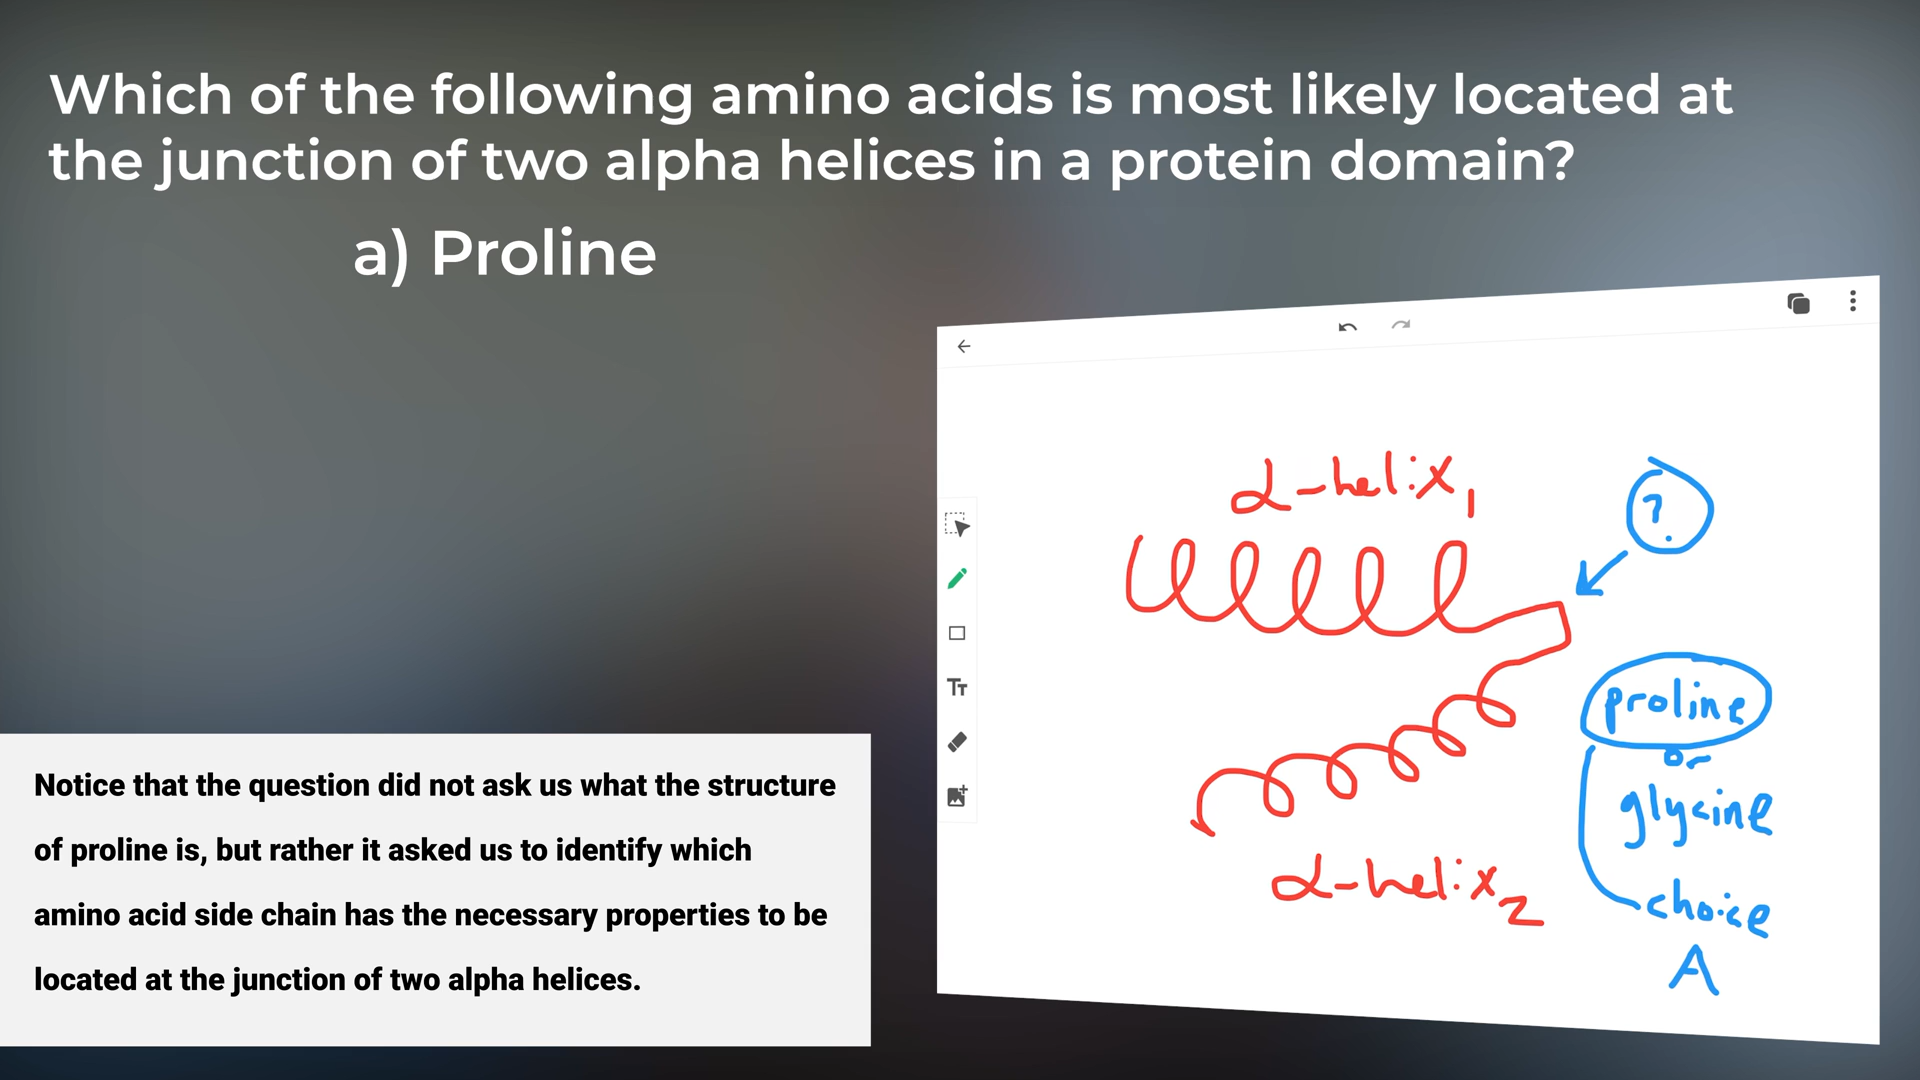 Which of the following amino acids is most likely located at
the junction of two alpha helices in a protein domain?
a) Proline
α-helix1
?
proline
or
glycine
α-helix2
choice
A
Tт
Notice that the question did not ask us what the structure
of proline is, but rather it asked us to identify which
amino acid side chain has the necessary properties to be
located at the junction of two alpha helices.